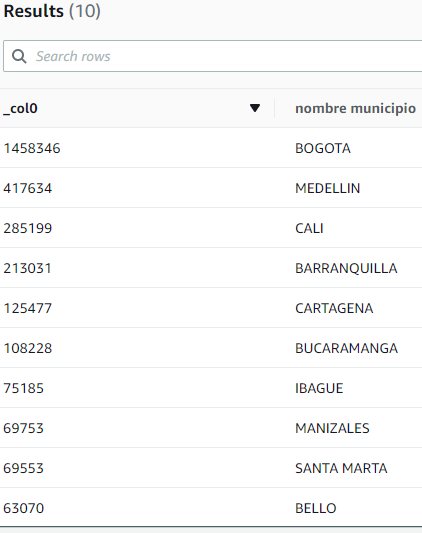 Results (10)
Search rows
_col0 nombre municipio
1458346 BOGOTA
417634 MEDELLIN
285199 CALI
213031 BARRANQUILLA
125477 CARTAGENA
108228 BUCARAMANGA
75185 IBAGUE
69753 MANIZALES
69553 SANTA MARTA
63070 BELLO